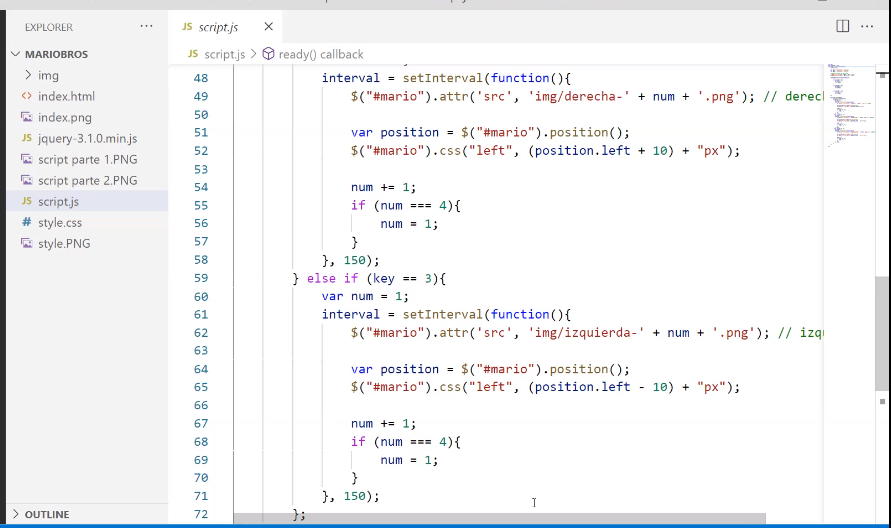 EXPLORER
MARIOBROS
img
index.html
index.png
jquery-3.1.0.min.js
script parte 1.PNG
script parte 2.PNG
script.js
style.css
style.PNG
OUTLINE
script.js
script.js > ready() callback
48 interval = setInterval(function(){
49 $("#mario").attr('src', 'img/derecha-' + num + '.png'); // derech
50
51 var position = $("#mario").position();
52 $("#mario").css("left", (position.left + 10) + "px");
53
54 num += 1;
55 if (num === 4){
56 num = 1;
57 }
58 }, 150);
59 } else if (key == 3){
60 var num = 1;
61 interval = setInterval(function(){
62 $("#mario").attr('src', 'img/izquierda-' + num + '.png'); // izqu
63
64 var position = $("#mario").position();
65 $("#mario").css("left", (position.left - 10) + "px");
66
67 num += 1;
68 if (num === 4){
69 num = 1;
70 }
71 }, 150);
72 };